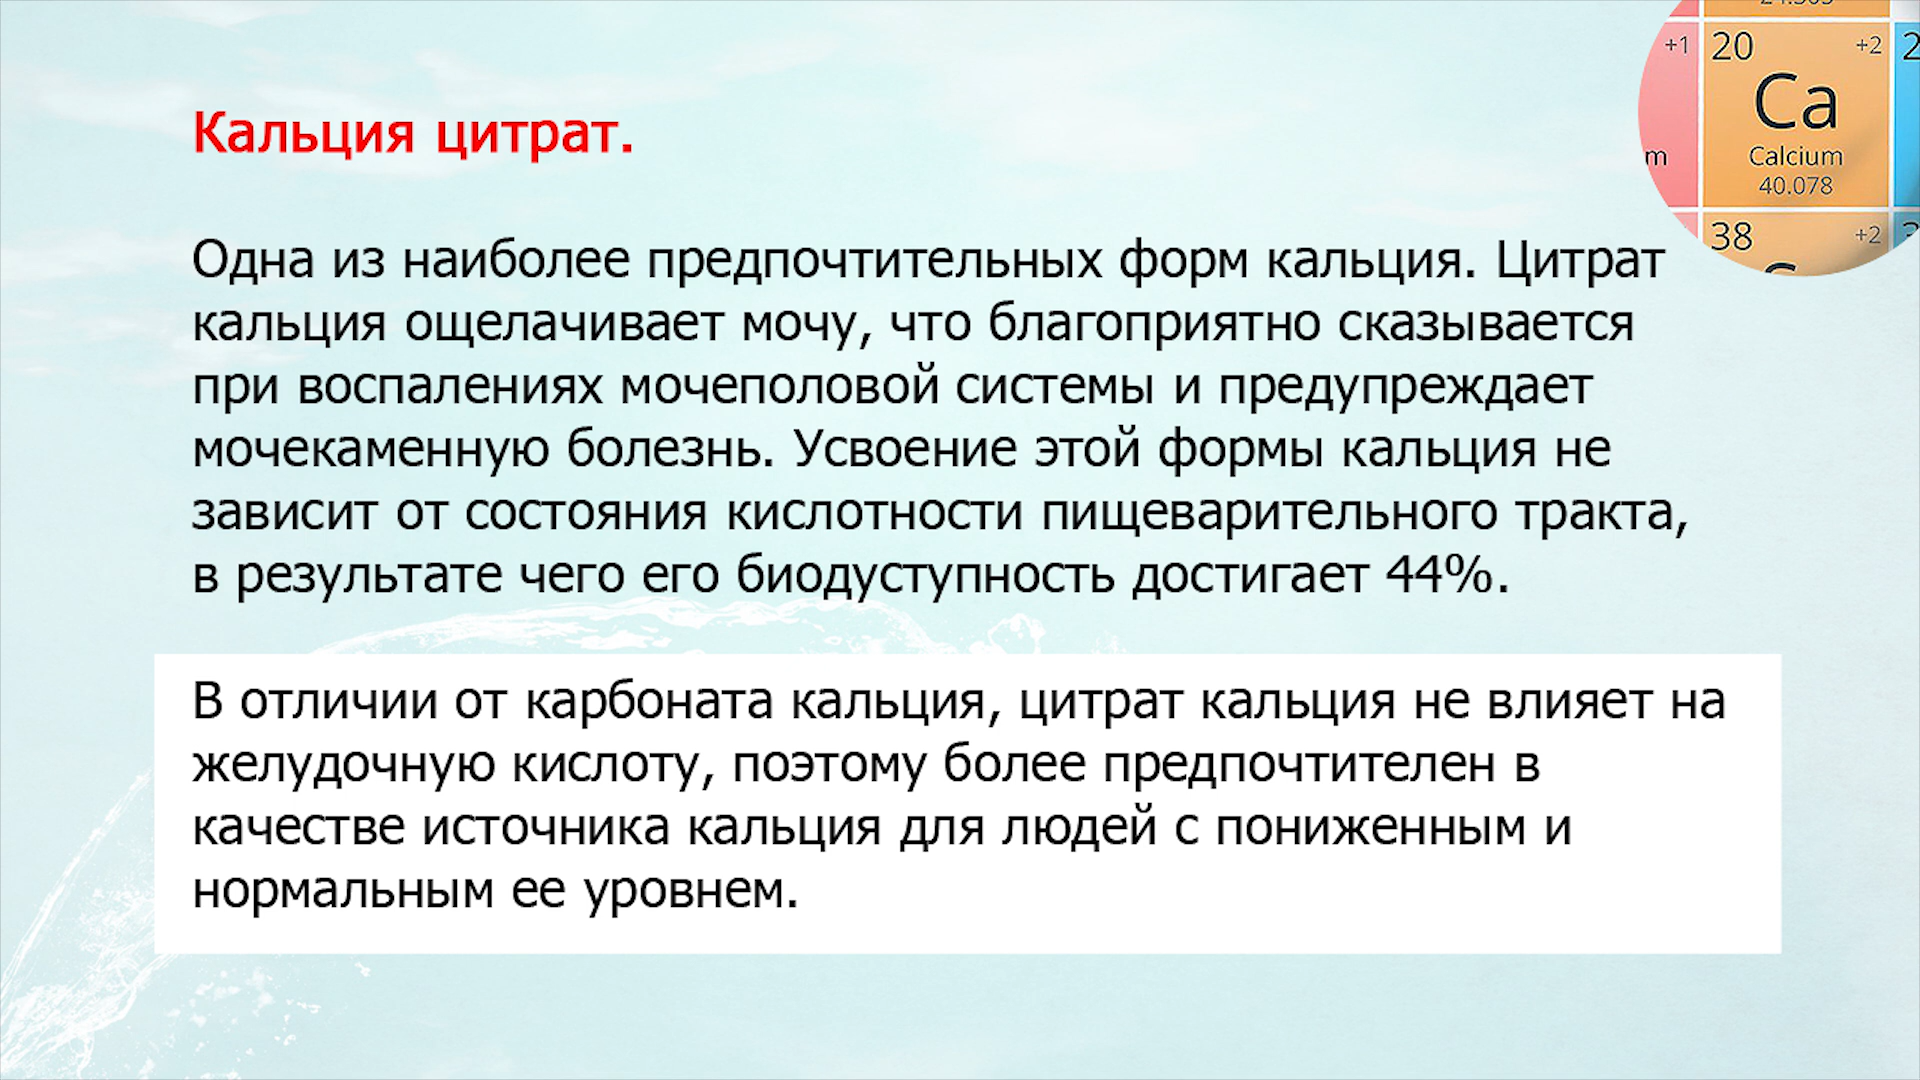 24.305
+1
20
+2
2
Ca
m
Calcium
40.078
38
+2
Кальция цитрат.
Одна из наиболее предпочтительных форм кальция. Цитрат
кальция ощелачивает мочу, что благоприятно сказывается
при воспалениях мочеполовой системы и предупреждает
мочекаменную болезнь. Усвоение этой формы кальция не
зависит от состояния кислотности пищеварительного тракта,
в результате чего его биодуступность достигает 44%.
В отличии от карбоната кальция, цитрат кальция не влияет на
желудочную кислоту, поэтому более предпочтителен в
качестве источника кальция для людей с пониженным и
нормальным ее уровнем.